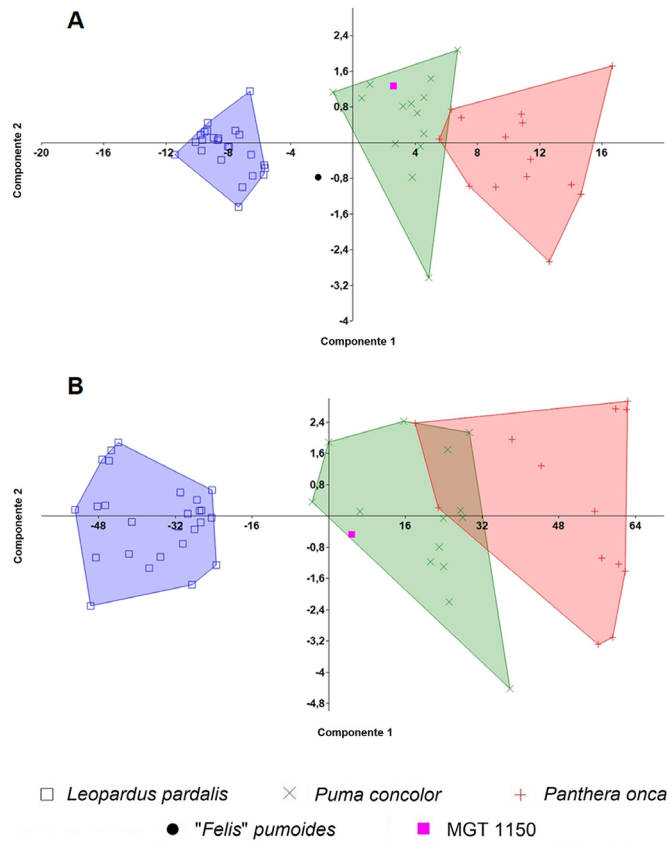 A
Componente 2
2,4
1,6
0,8
-20 -16 -12 -8 -4 4 8 12 16
-0,8
-1,6
-2,4
-3,2
-4
Componente 1
B
Componente 2
2,4
1,6
0,8
-48 -32 -16 16 32 48 64
-0,8
-1,6
-2,4
-3,2
-4
-4,8
Componente 1
Leopardus pardalis Puma concolor Panthera onca
"Felis" pumoides MGT 1150